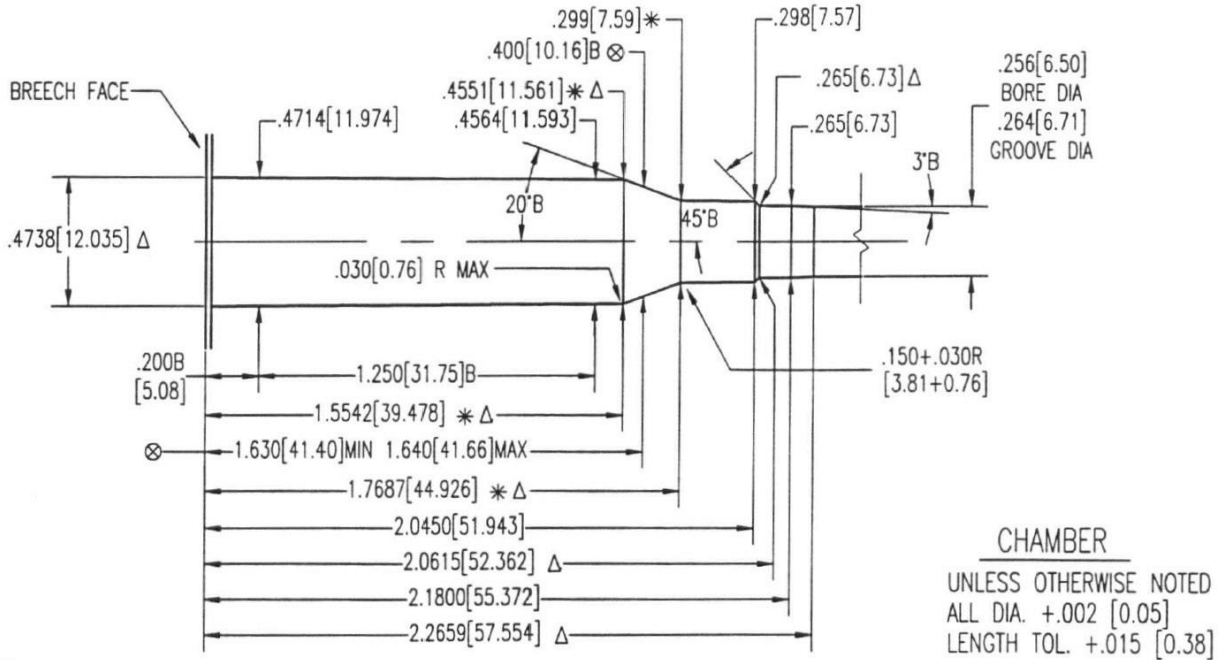 .299[7.59]✳
.298[7.57]
.400[10.16]B ⊗
.256[6.50]
BORE DIA
.265[6.73]Δ
BREECH FACE
.4551[11.561]✳ Δ
.4714[11.974]
.4564[11.593]
.265[6.73]
.264[6.71]
GROOVE DIA
3°B
20°B
45°B
.4738[12.035] Δ
.030[0.76] R MAX
.200B
[5.08]
1.250[31.75]B
.150+.030R
[3.81+0.76]
1.5542[39.478] ✳ Δ
⊗ 1.630[41.40]MIN 1.640[41.66]MAX
1.7687[44.926] ✳ Δ
2.0450[51.943]
2.0615[52.362] Δ
2.1800[55.372]
2.2659[57.554] Δ
CHAMBER
UNLESS OTHERWISE NOTED
ALL DIA. +.002 [0.05]
LENGTH TOL. +.015 [0.38]